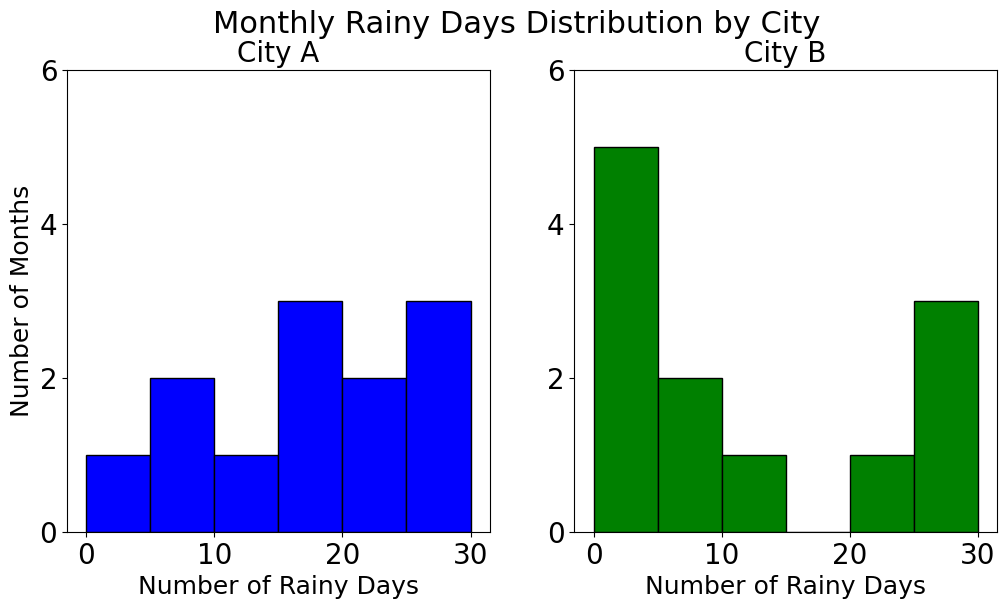 Monthly Rainy Days Distribution by City
City A
6
4
2
0
Number of Months
0 10 20 30
Number of Rainy Days
City B
6
4
2
0
0 10 20 30
Number of Rainy Days